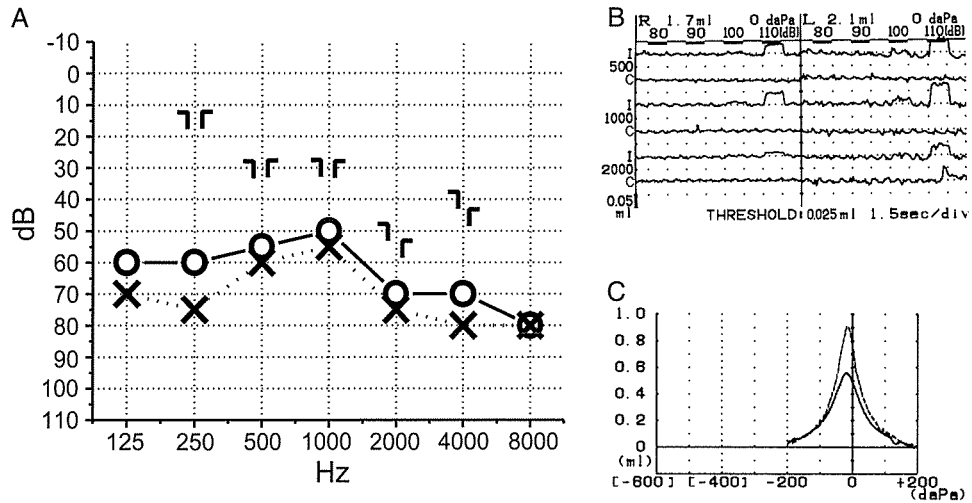 A
-10
0
10
20
30
40
50
60
70
80
90
100
110
dB
125 250 500 1000 2000 4000 8000
Hz
B
R 1.7ml 0 daPa L 2.1ml 0 daPa
80 90 100 110(dB) 80 90 100 110(dB)
I
500
C
I
1000
C
I
2000
C
0.05
ml THRESHOLD:0.025ml 1.5sec/div
C
1.0
0.8
0.6
0.4
0.2
0
(ml)
[-600] [-400] -200 0 +200
(daPa)